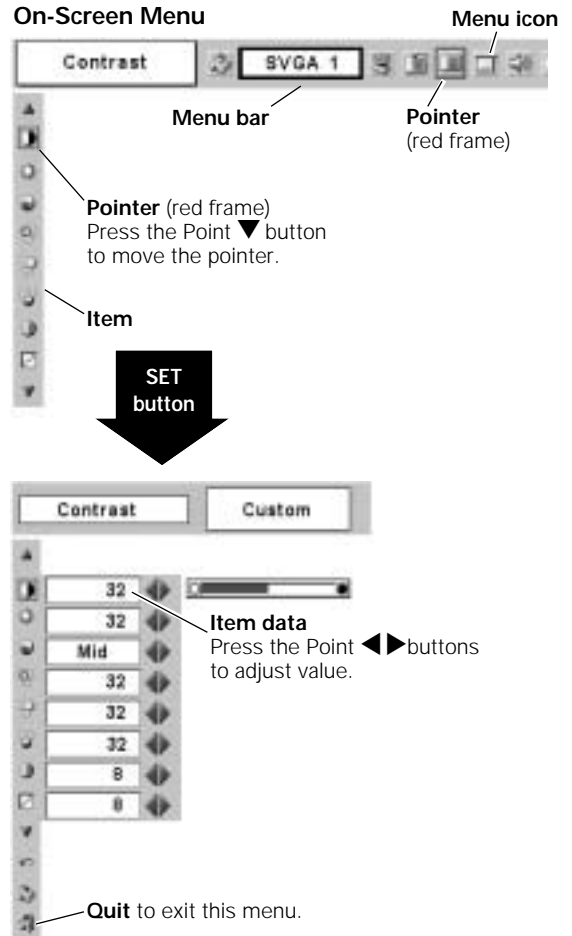 On-Screen Menu
Menu icon
Contrast
SVGA 1
Menu bar
Pointer
(red frame)
Pointer (red frame)
Press the Point ▼ button
to move the pointer.
Item
SET
button
Contrast
Custom
32
32
Mid
32
32
32
8
8
Item data
Press the Point ◀▶buttons
to adjust value.
Quit to exit this menu.